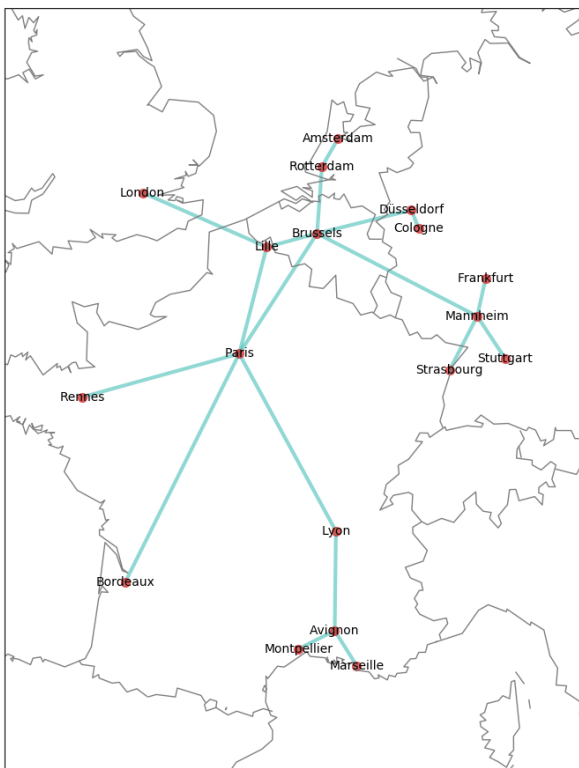 Amsterdam
Rotterdam
London
Düsseldorf
Cologne
Brussels
Lille
Frankfurt
Mannheim
Paris
Stuttgart
Strasbourg
Rennes
Lyon
Bordeaux
Avignon
Montpellier
Marseille